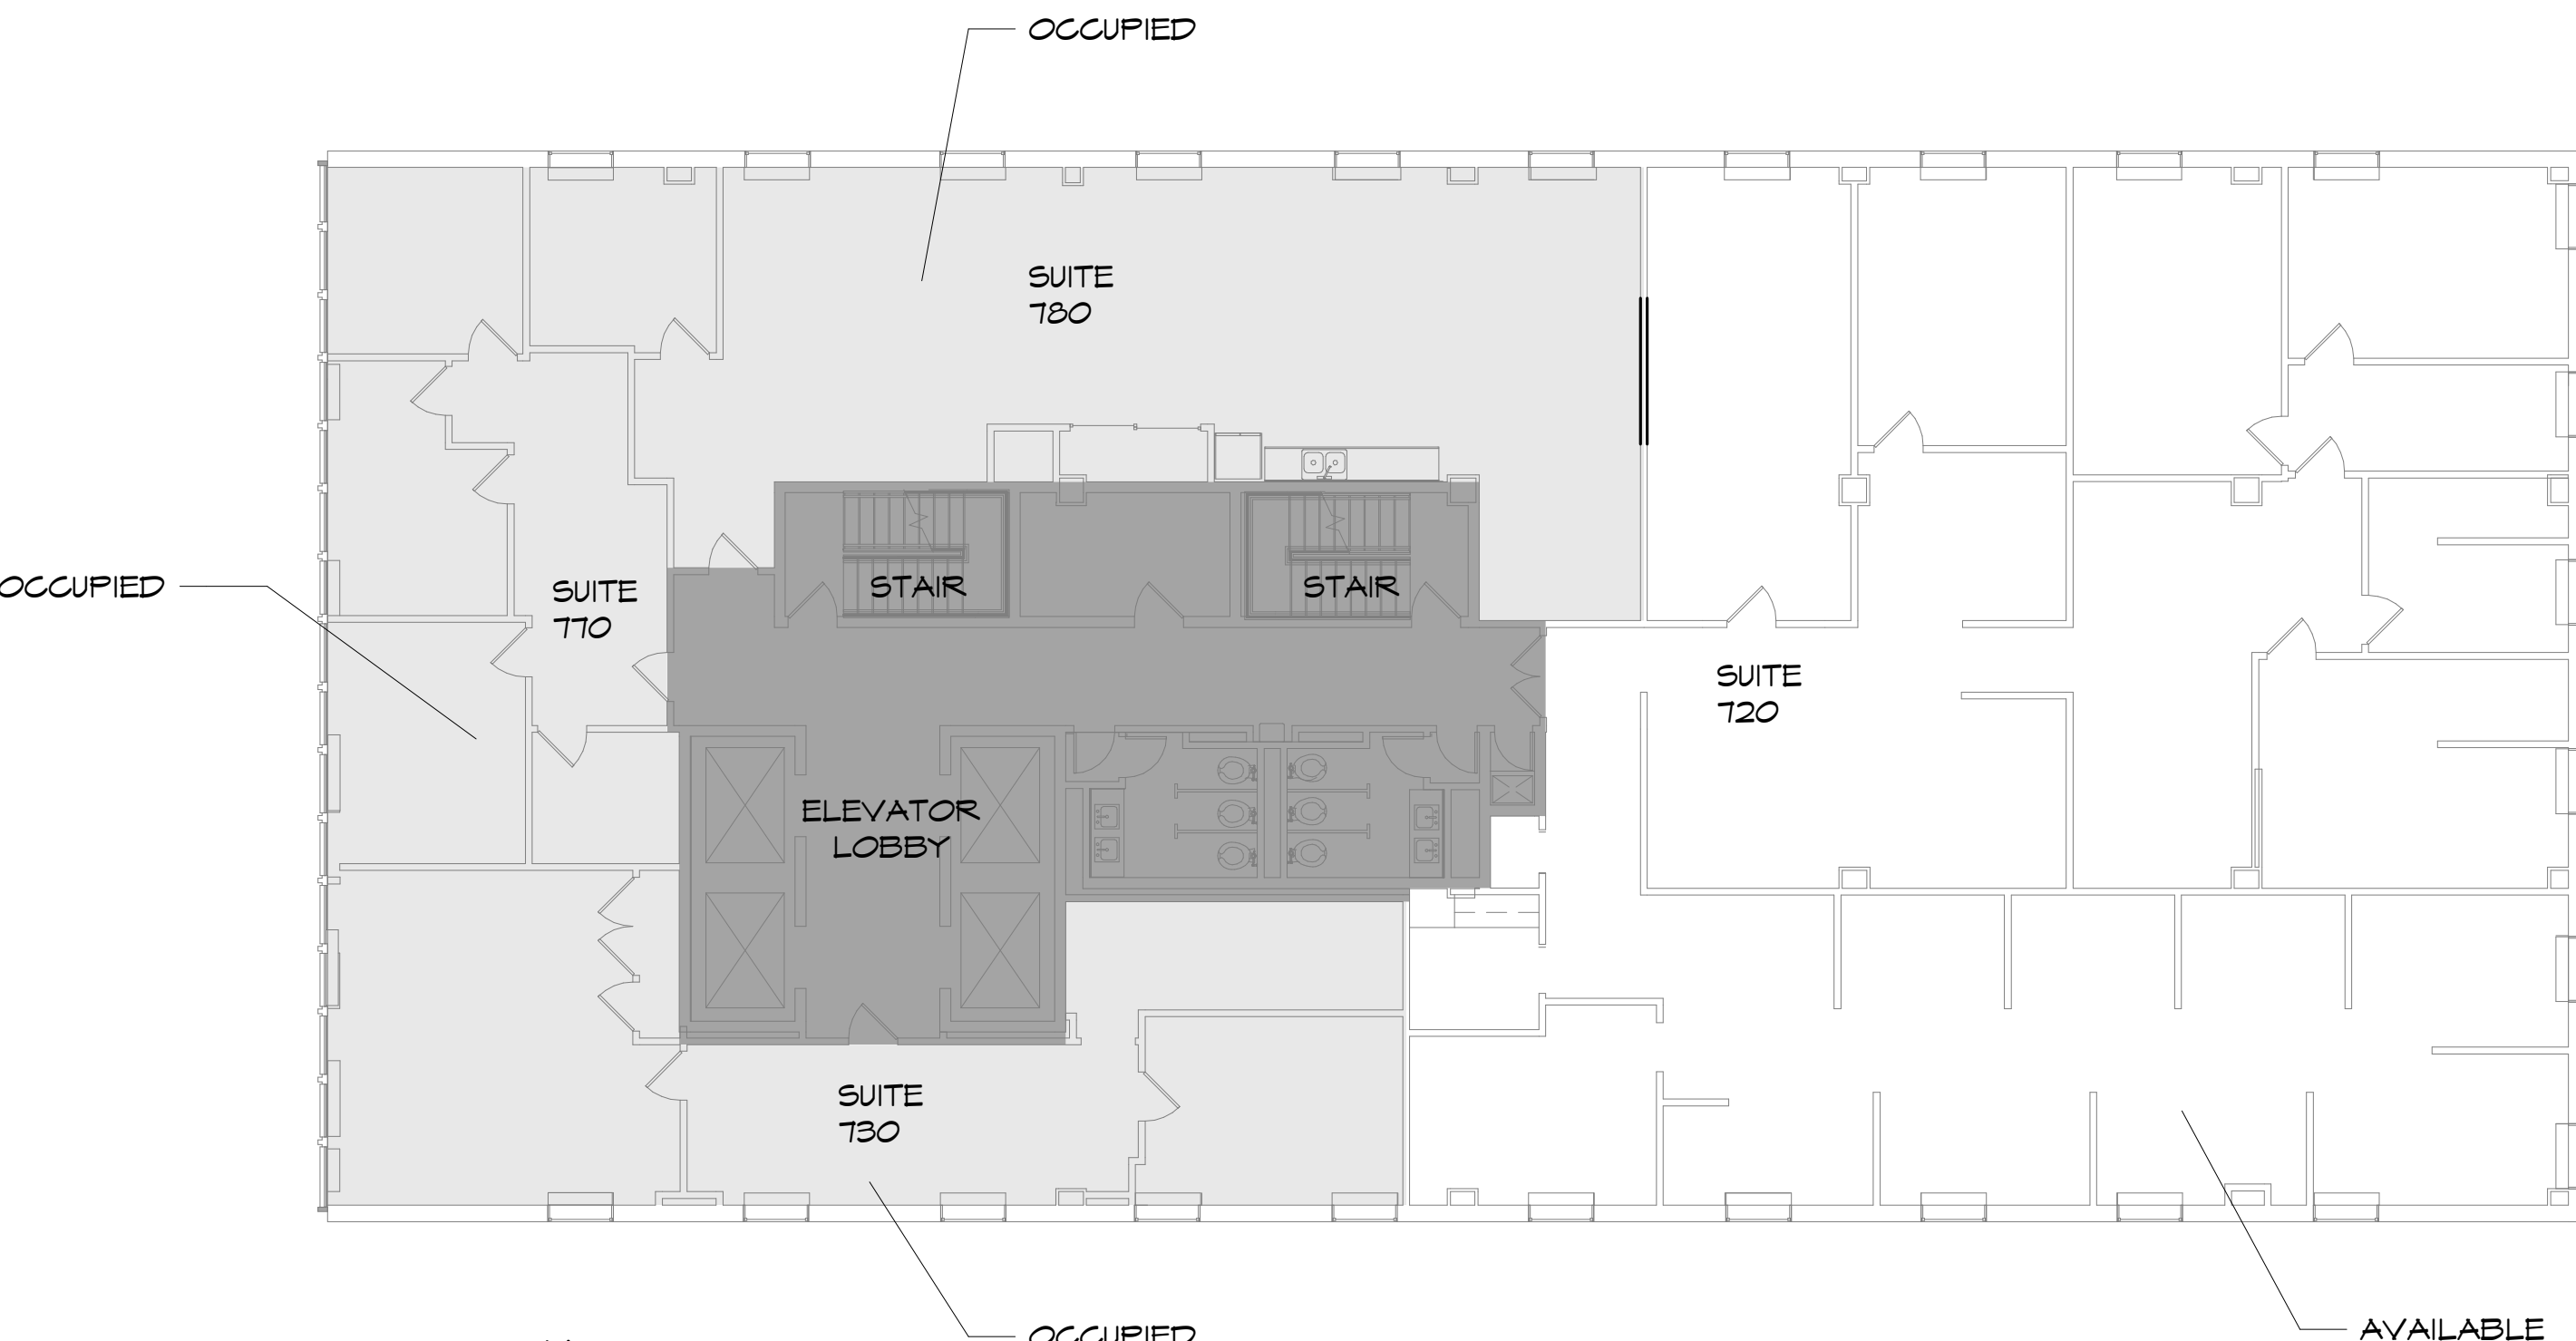 OCCUPIED
SUITE
780
OCCUPIED
SUITE
770
STAIR
STAIR
SUITE
720
ELEVATOR
LOBBY
SUITE
730
OCCUPIED
AVAILABLE